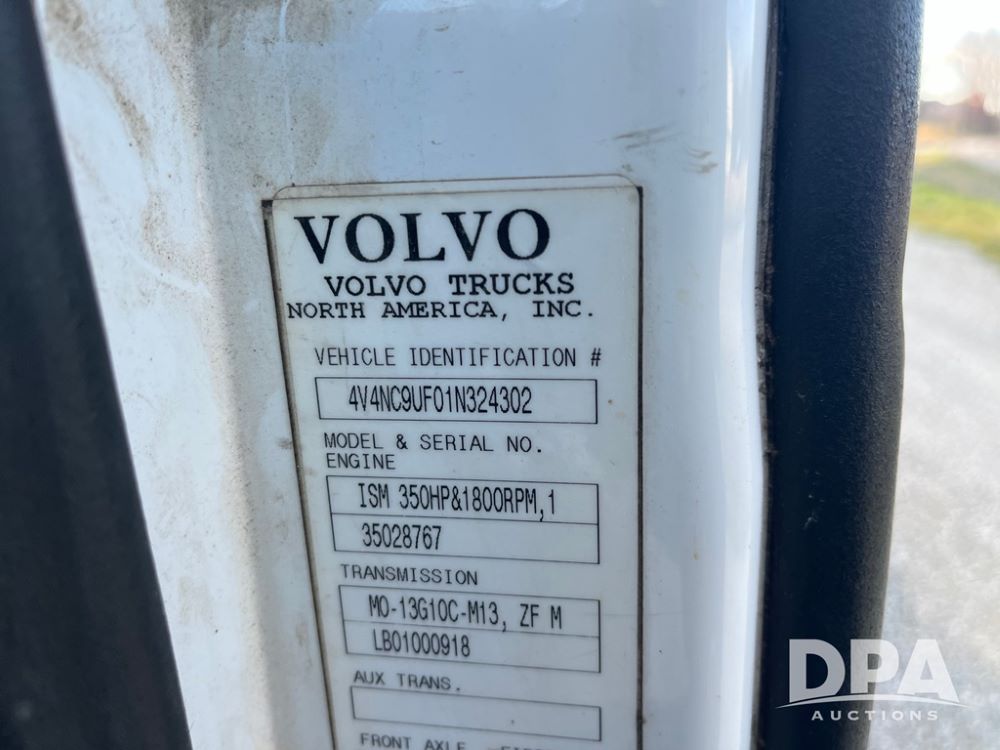 VOLVO
VOLVO TRUCKS
NORTH AMERICA, INC.
VEHICLE IDENTIFICATION #
4V4NC9UF01N324302
MODEL & SERIAL NO.
ENGINE
ISM 350HP&1800RPM,1
35028767
TRANSMISSION
MO-13G10C-M13, ZF M
LB01000918
AUX TRANS.
FRONT AXLE
DPA
AUCTIONS